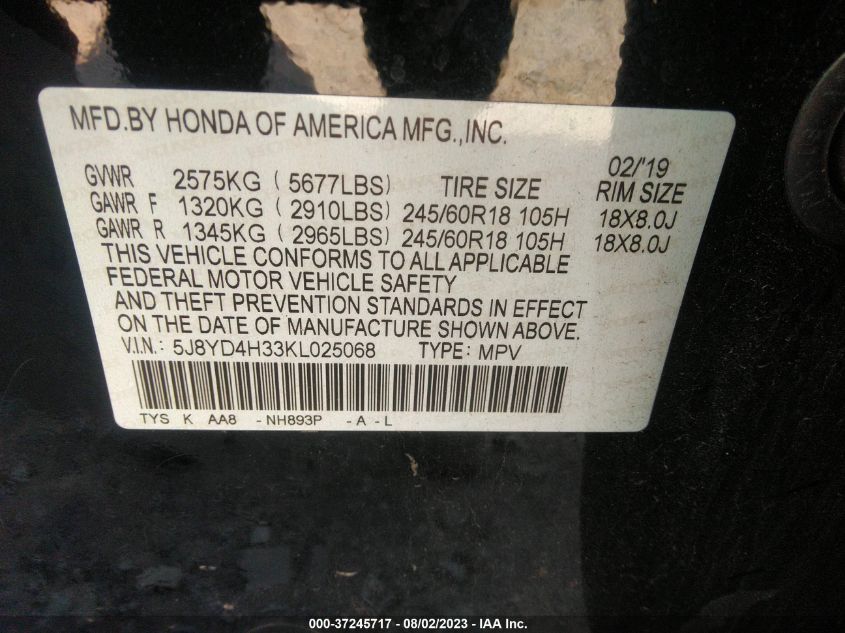 MFD.BY HONDA OF AMERICA MFG.,INC.
02/'19
GVWR 2575KG ( 5677LBS) TIRE SIZE RIM SIZE
GAWR F 1320KG ( 2910LBS) 245/60R18 105H 18X8.0J
GAWR R 1345KG ( 2965LBS) 245/60R18 105H 18X8.0J
THIS VEHICLE CONFORMS TO ALL APPLICABLE
FEDERAL MOTOR VEHICLE SAFETY
AND THEFT PREVENTION STANDARDS IN EFFECT
ON THE DATE OF MANUFACTURE SHOWN ABOVE.
V.I.N.: 5J8YD4H33KL025068 TYPE: MPV
TYS K AA8 -NH893P -A-L
000-37245717 - 08/02/2023 - IAA Inc.